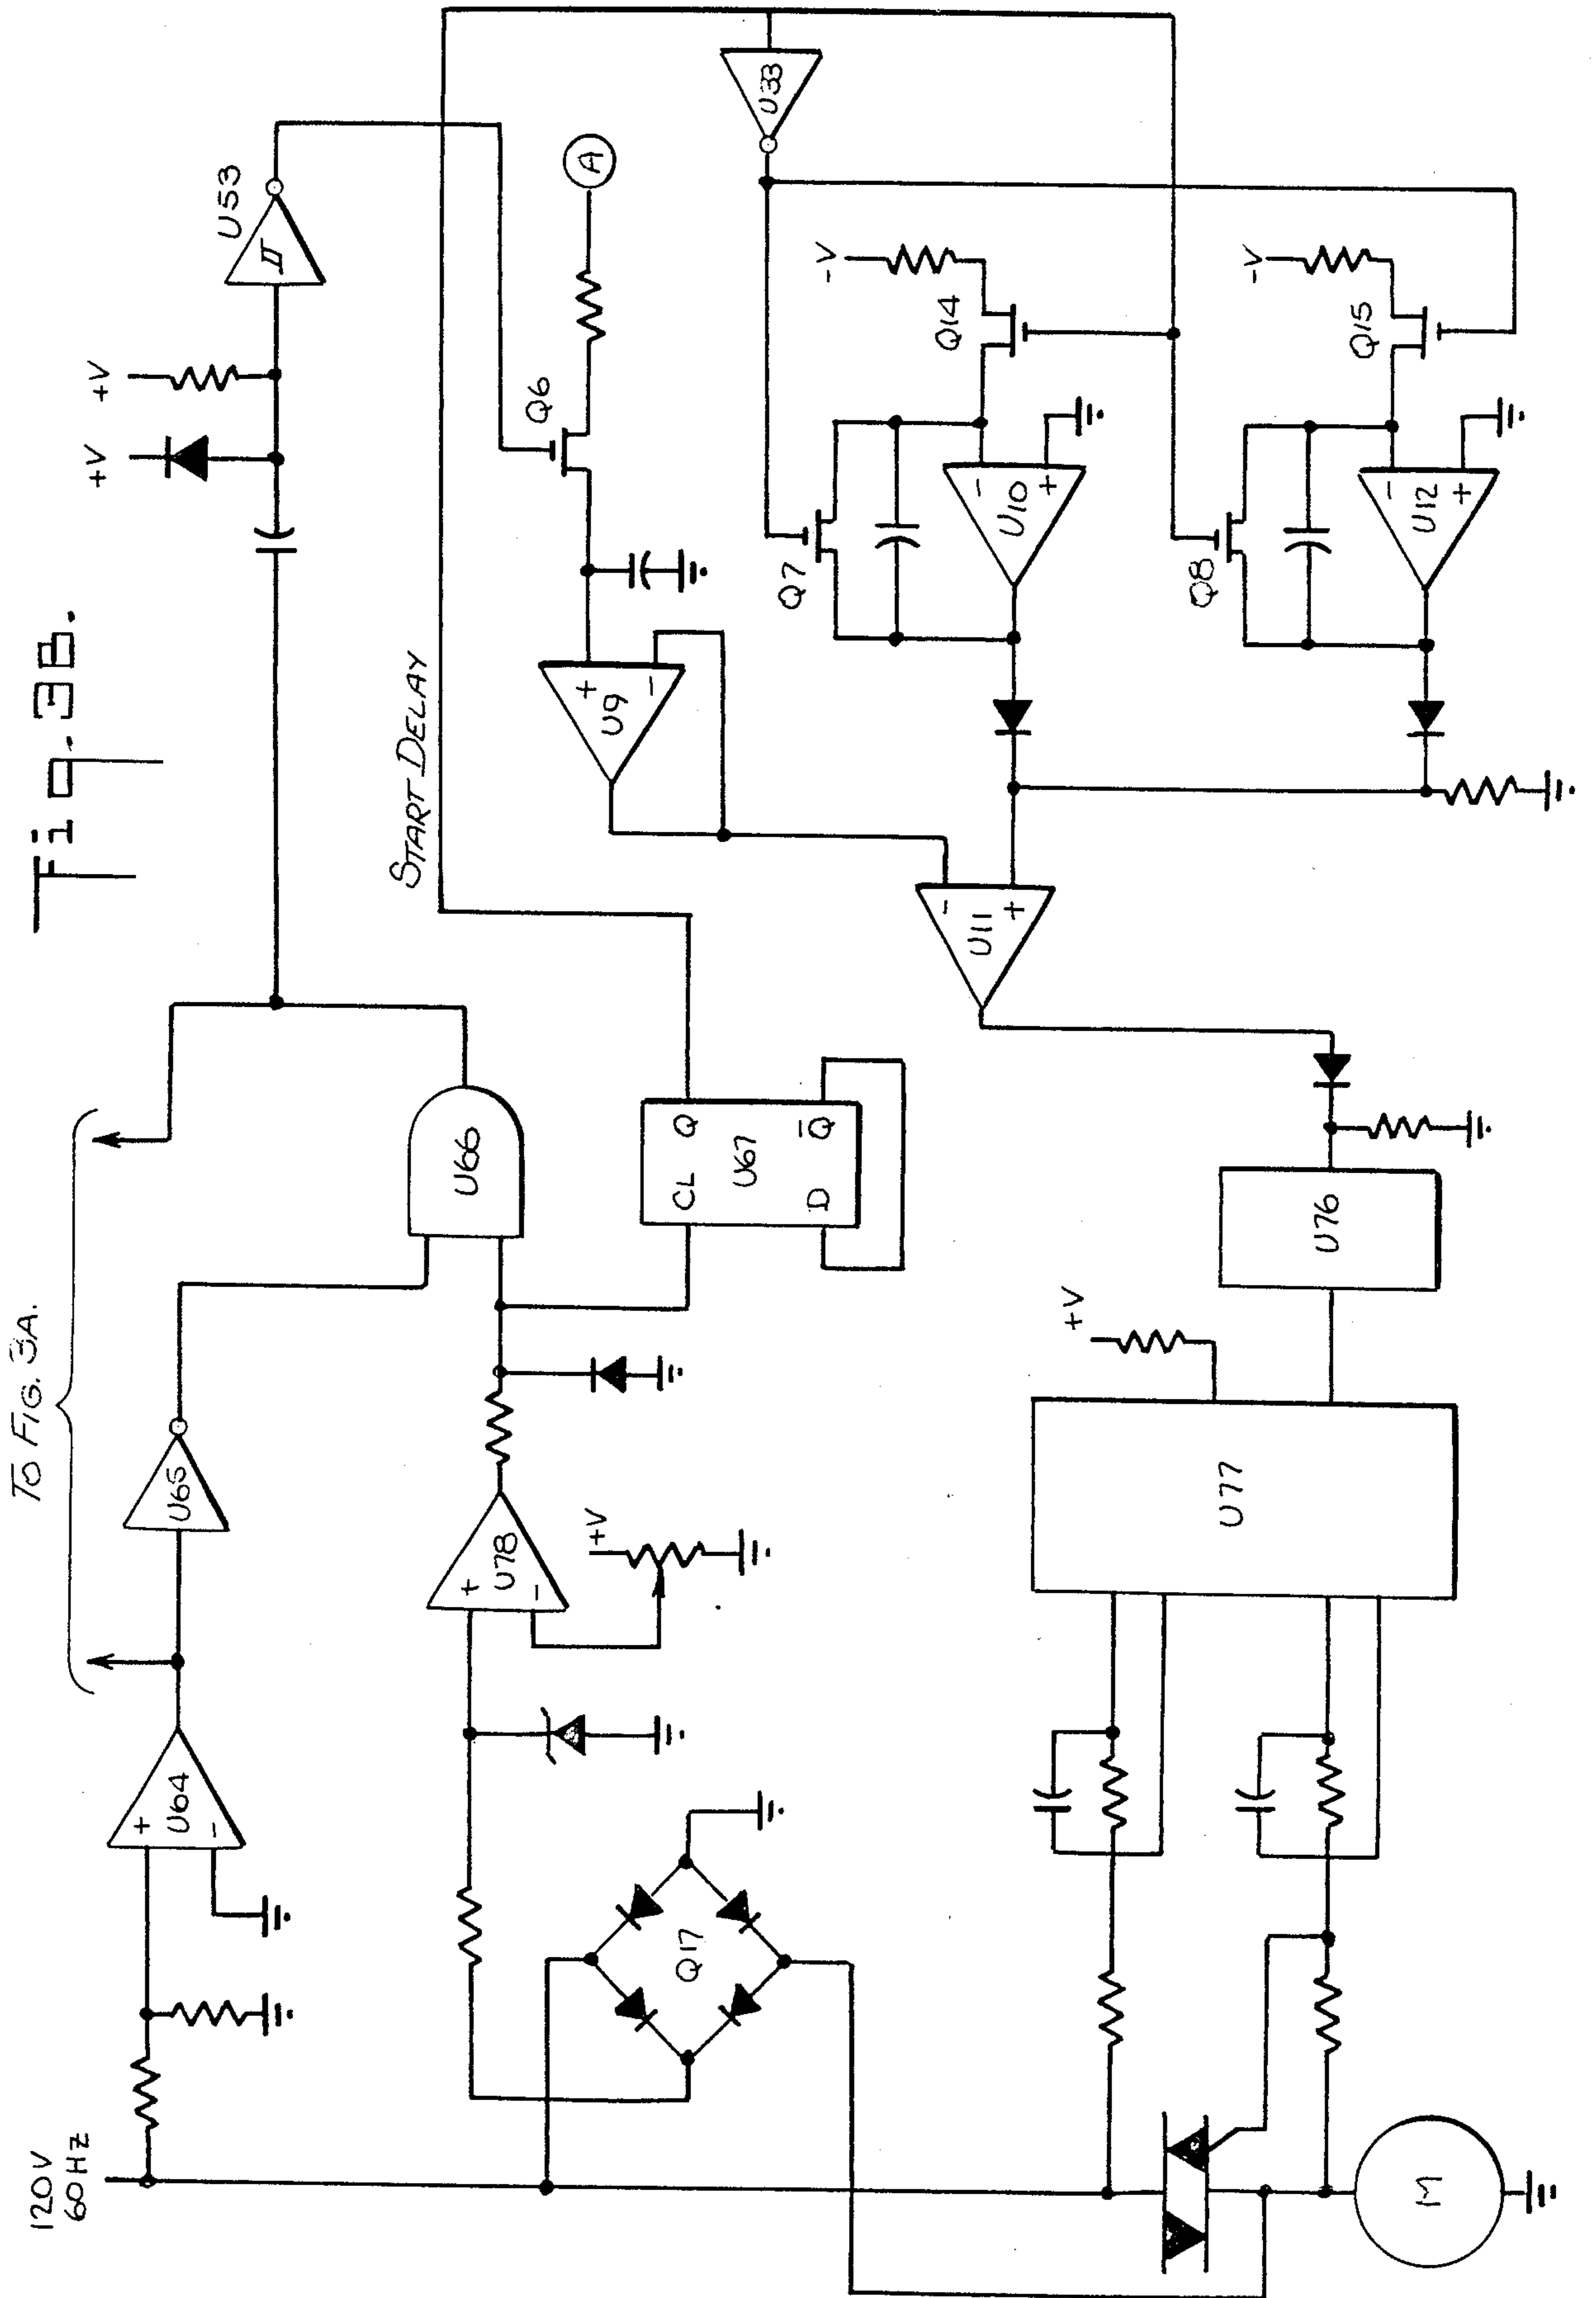 Fig. 3B.
To Fig. 3A.
120V
60Hz
+
-
U64
U65
U66
+V
+V
U53
+
-
U78
+V
START DELAY
CL
Q
D
Q̅
U67
Q17
A
Q6
+
-
U9
U33
-V
Q14
Q7
-
+
U10
-V
Q15
Q8
-
+
U12
-
+
U11
U76
+V
U77
M